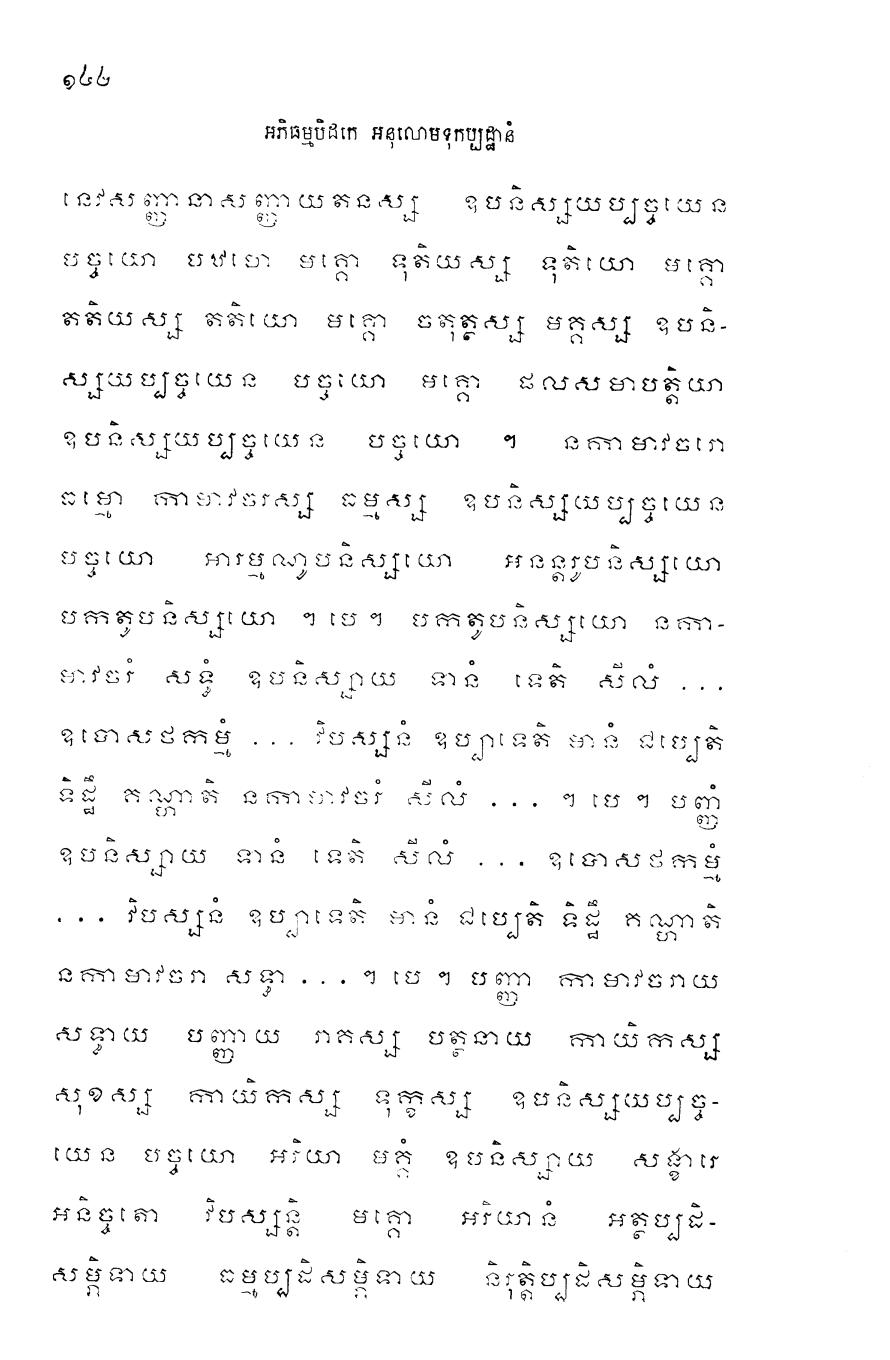 ១៤៤
អភិធម្មបិដកេ អនុលោមទុកប្បដ្ឋានំ
នេវសញ្ញានាសញ្ញាយតនស្ស ឧបនិស្សយប្បច្ចយេន
បច្ចយោ បឋមោ មគ្គោ ទុតិយស្ស ទុតិយោ មគ្គោ
តតិយស្ស តតិយោ មគ្គោ ចតុត្ថស្ស មគ្គស្ស ឧបនិ-
ស្សយប្បច្ចយេន បច្ចយោ មគ្គោ ផលសមាបត្តិយា
ឧបនិស្សយប្បច្ចយេន បច្ចយោ ។ នកាមាវចរោ
ធម្មោ កាមាវចរស្ស ធម្មស្ស ឧបនិស្សយប្បច្ចយេន
បច្ចយោ អារម្មណូបនិស្សយោ អនន្តរូបនិស្សយោ
បកតូបនិស្សយោ ។ បេ ។ បកតូបនិស្សយោ នកា-
មាវចរំ សទ្ធំ ឧបនិស្សាយ ទានំ ទេតិ សីលំ ...
ឧបោសថកម្មំ ... វិបស្សនំ ឧប្បាទេតិ មានំ ជប្បេតិ
ទិដ្ឋឹ គណ្ហាតិ នកាមាវចរំ សីលំ ... ។ បេ ។ បញ្ញំ
ឧបនិស្សាយ ទានំ ទេតិ សីលំ ... ឧបោសថកម្មំ
... វិបស្សនំ ឧប្បាទេតិ មានំ ជប្បេតិ ទិដ្ឋឹ គណ្ហាតិ
នកាមាវចរា សទ្ធា ... ។ បេ ។ បញ្ញា កាមាវចរាយ
សទ្ធាយ បញ្ញាយ រាគស្ស បត្ថនាយ កាយិកស្ស
សុខស្ស កាយិកស្ស ទុក្ខស្ស ឧបនិស្សយប្បច្ច-
យេន បច្ចយោ អរិយា មគ្គំ ឧបនិស្សាយ សង្ខារេ
អនិច្ចតោ វិបស្សន្តិ មគ្គោ អរិយានំ អត្ថប្បដិ-
សម្ភិទាយ ធម្មប្បដិសម្ភិទាយ និរុត្តិប្បដិសម្ភិទាយ